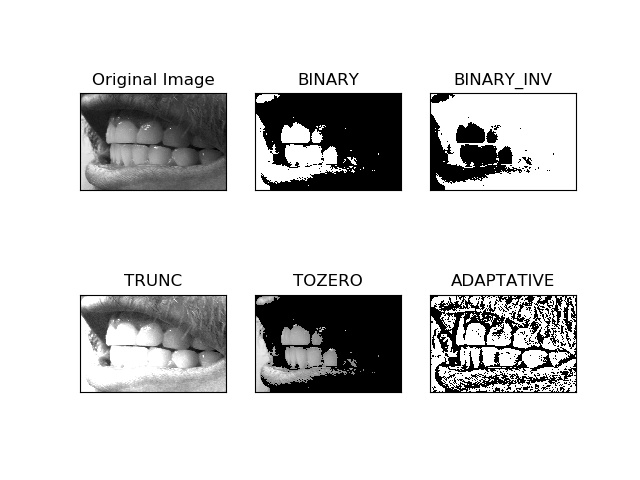 Original Image
BINARY
BINARY_INV
TRUNC
TOZERO
ADAPTATIVE